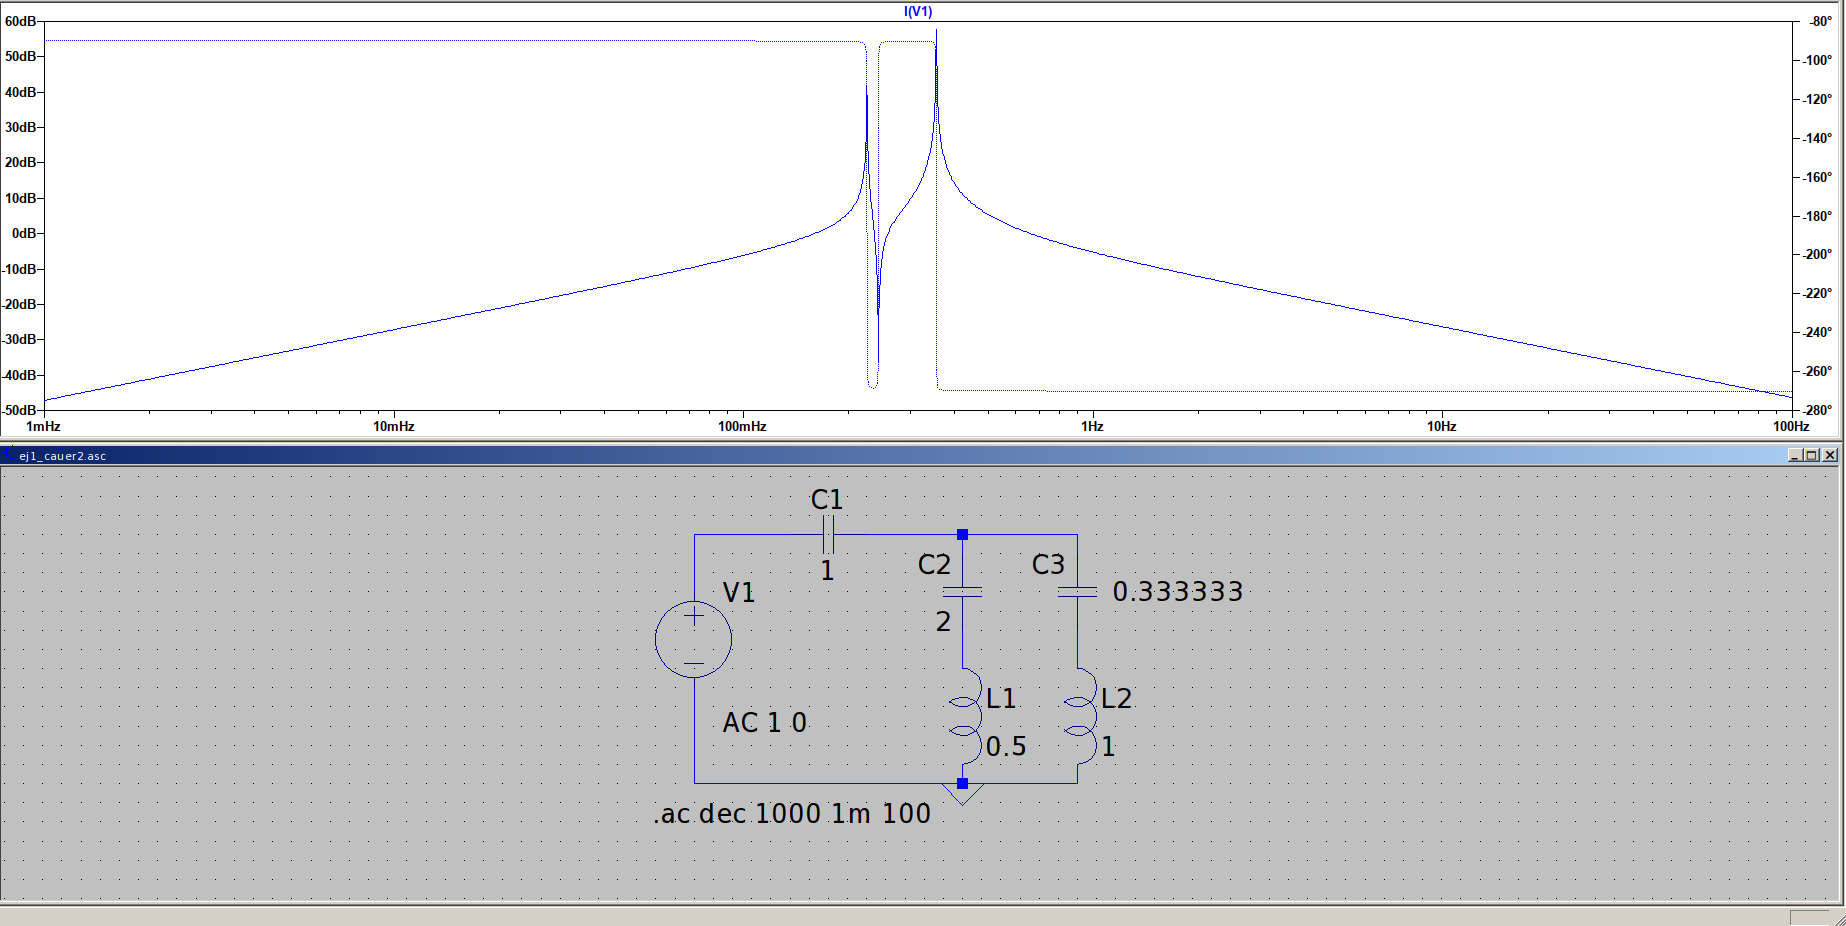 I(V1)
60dB
50dB
40dB
30dB
20dB
10dB
0dB
-10dB
-20dB
-30dB
-40dB
-50dB
-80°
-100°
-120°
-140°
-160°
-180°
-200°
-220°
-240°
-260°
-280°
1mHz 10mHz 100mHz 1Hz 10Hz 100Hz
ej1_cauer2.asc
C1
1
V1
AC 1 0
C2
2
C3
0.333333
L1
0.5
L2
1
.ac dec 1000 1m 100